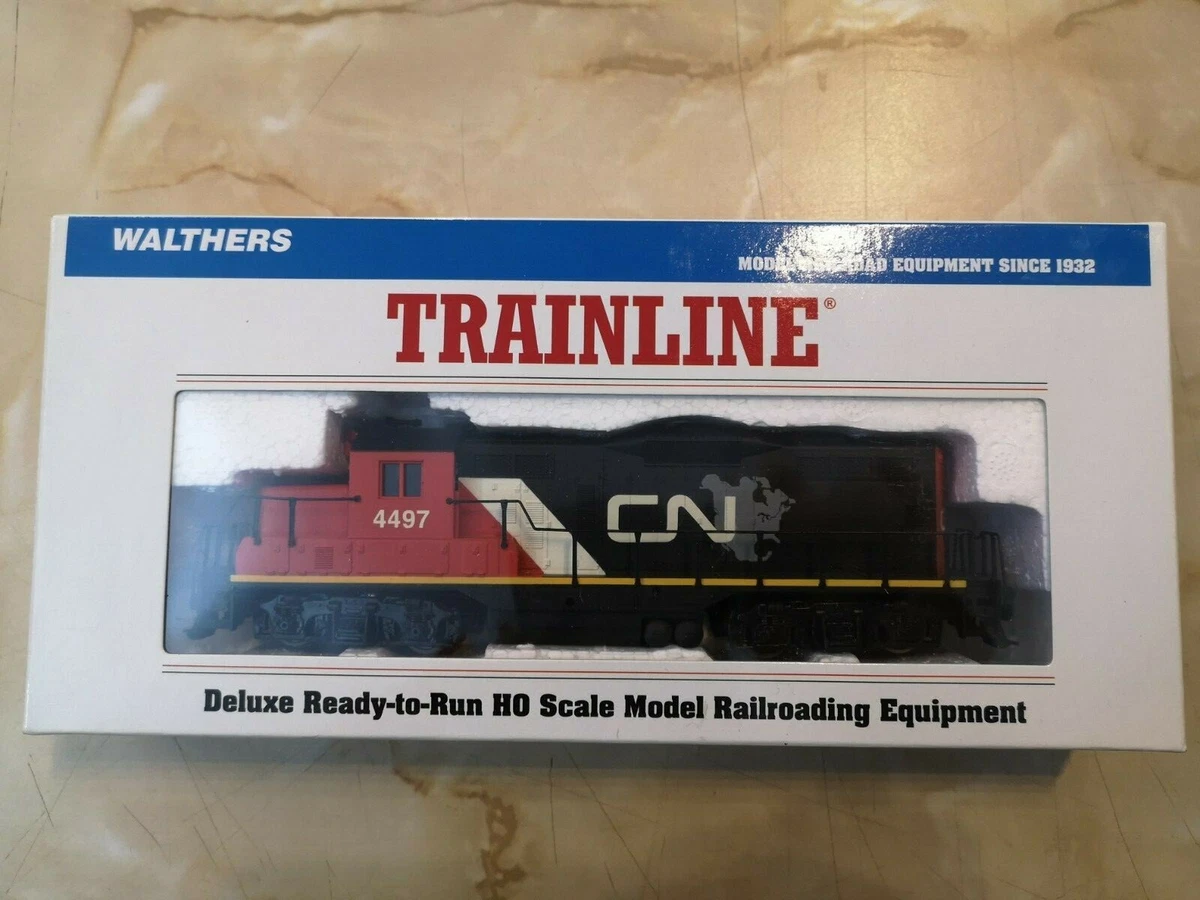 WALTHERS
EQUIPMENT SINCE 1932
TRAINLINE®
4497
CN
Deluxe Ready-to-Run HO Scale Model Railroading Equipment